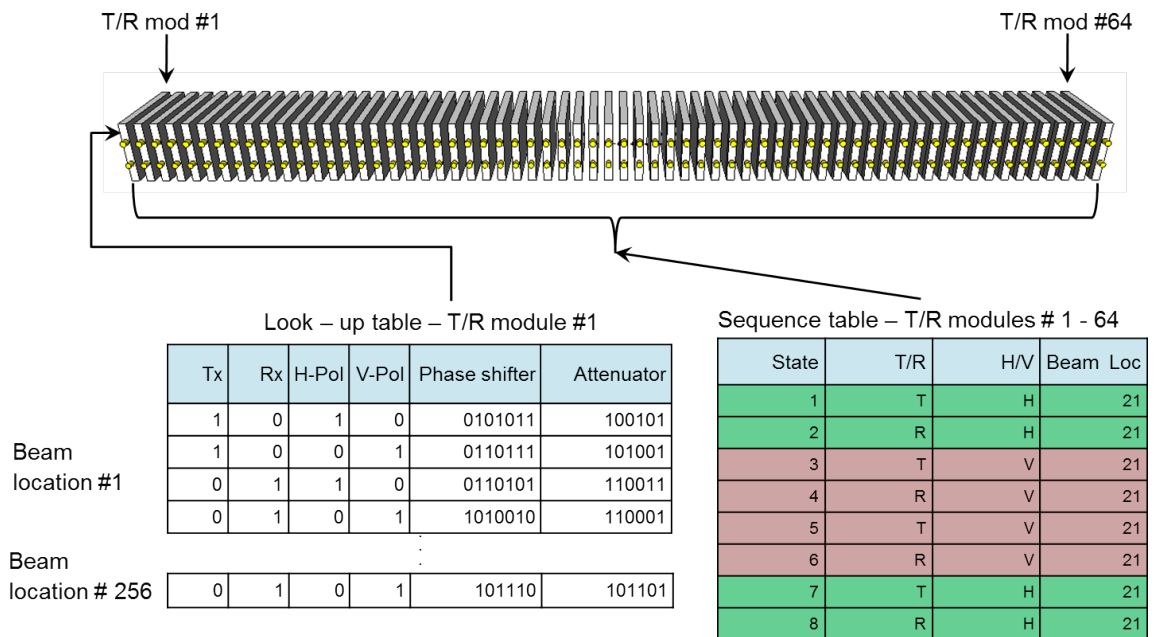 T/R mod #1
T/R mod #64
Look – up table – T/R module #1
Tx Rx H-Pol V-Pol Phase shifter Attenuator
1 0 1 0 0101011 100101
1 0 0 1 0110111 101001
0 1 1 0 0110101 110011
0 1 0 1 1010010 110001
Beam
location #1
Beam
location # 256
0 1 0 1 101110 101101
Sequence table – T/R modules # 1 - 64
State T/R H/V Beam Loc
1 T H 21
2 R H 21
3 T V 21
4 R V 21
5 T V 21
6 R V 21
7 T H 21
8 R H 21